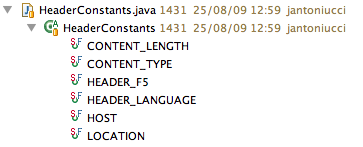 HeaderConstants.java 1431 25/08/09 12:59 jantoniucci
HeaderConstants 1431 25/08/09 12:59 jantoniucci
CONTENT_LENGTH
CONTENT_TYPE
HEADER_F5
HEADER_LANGUAGE
HOST
LOCATION